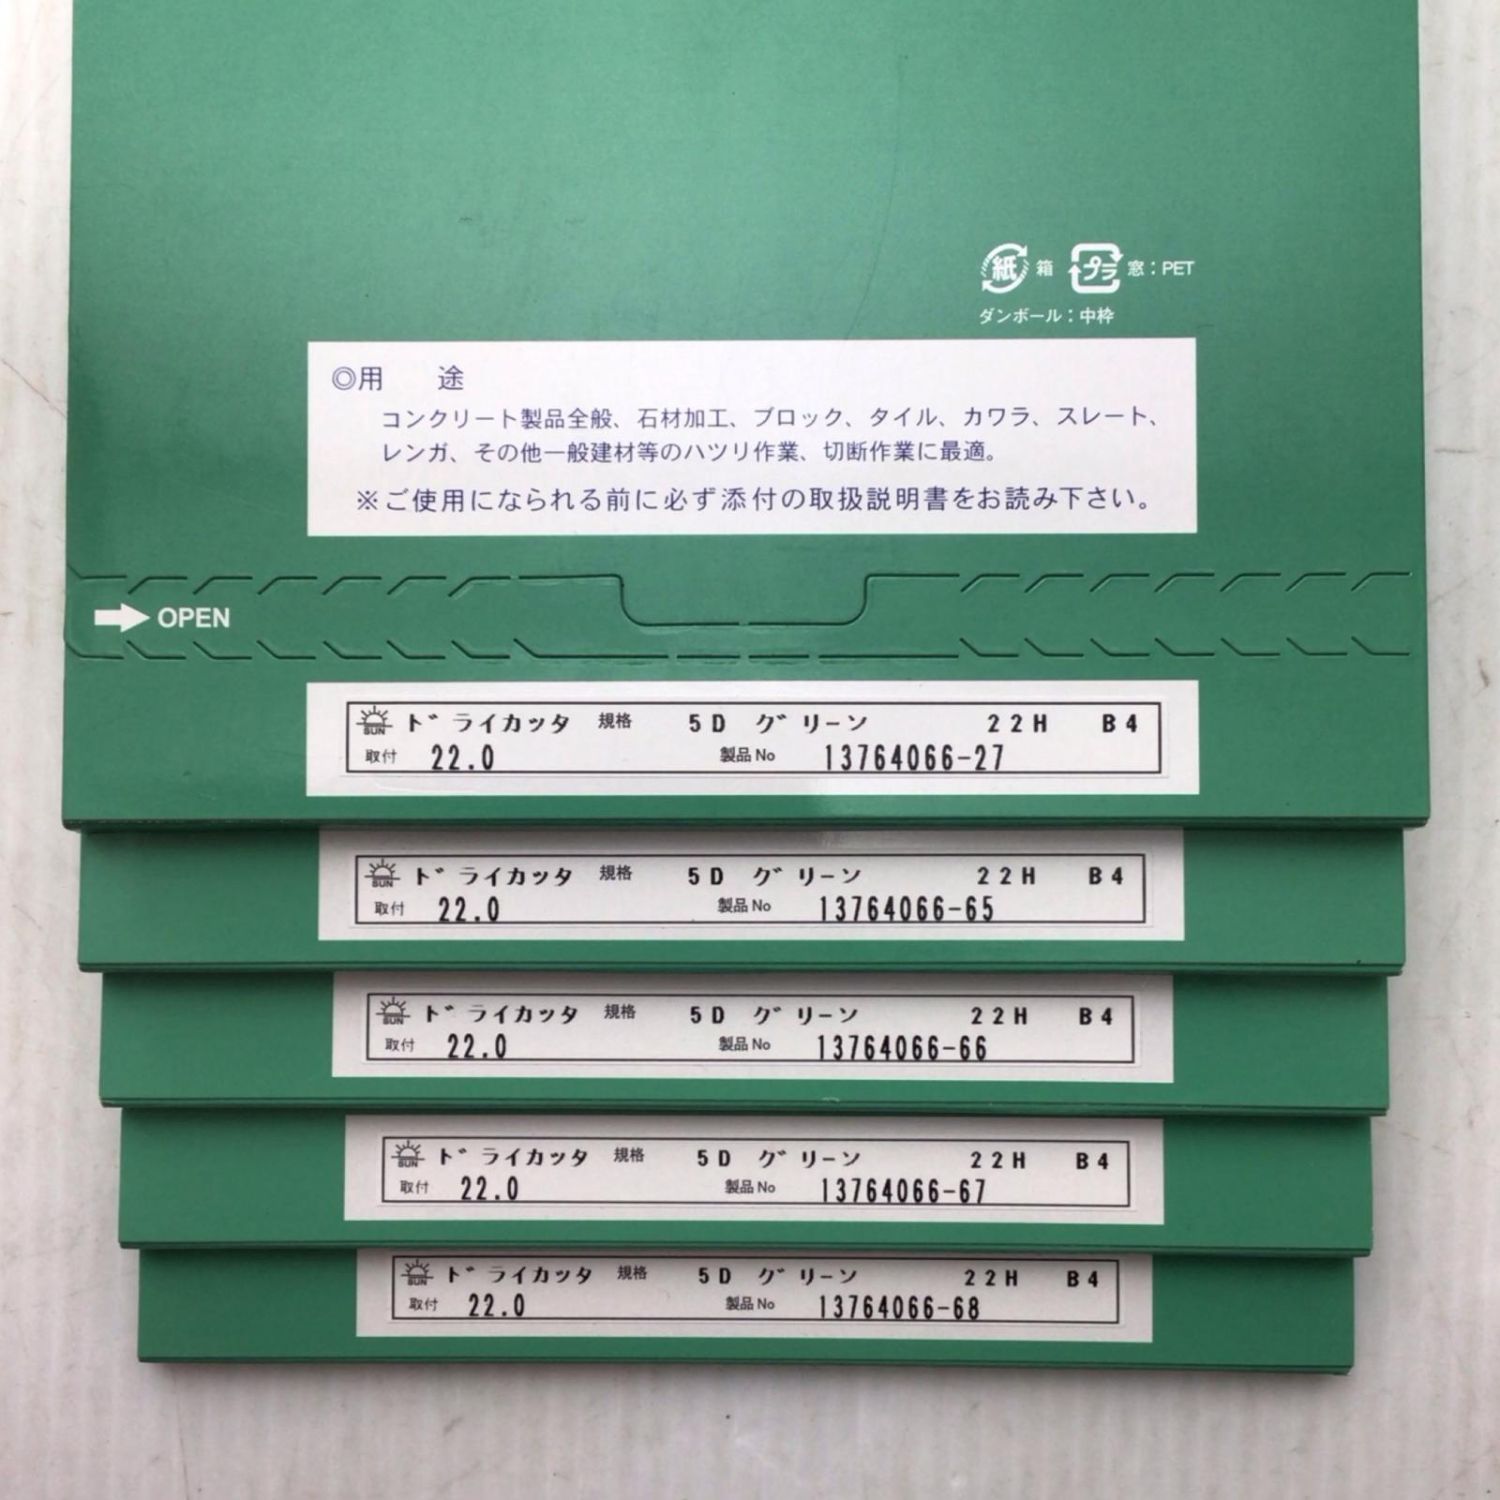 紙 箱 プラ 窓：PET
ダンボール：中枠
◎用　途
コンクリート製品全般、石材加工、ブロック、タイル、カワラ、スレート、
レンガ、その他一般建材等のハツリ作業、切断作業に最適。
※ご使用になられる前に必ず添付の取扱説明書をお読み下さい。
OPEN
SUN ドライカッタ 規格 5D グリーン 22H B4
取付 22.0 製品No 13764066-27
SUN ドライカッタ 規格 5D グリーン 22H B4
取付 22.0 製品No 13764066-65
SUN ドライカッタ 規格 5D グリーン 22H B4
取付 22.0 製品No 13764066-66
SUN ドライカッタ 規格 5D グリーン 22H B4
取付 22.0 製品No 13764066-67
SUN ドライカッタ 規格 5D グリーン 22H B4
取付 22.0 製品No 13764066-68